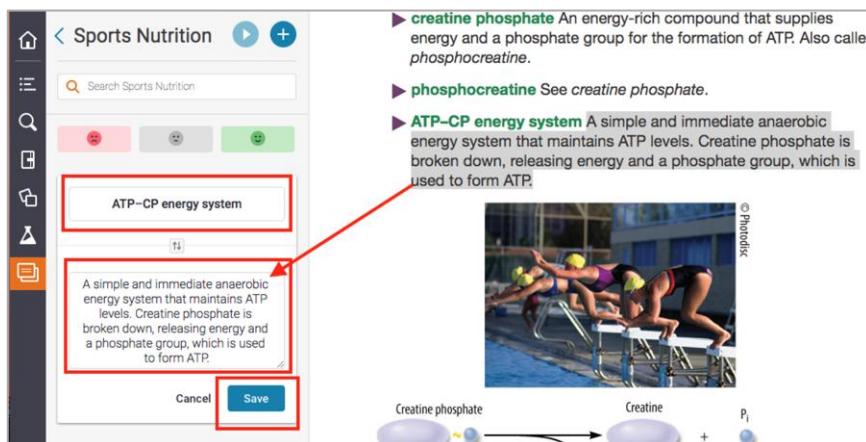 Sports Nutrition
Search Sports Nutrition
ATP–CP energy system
A simple and immediate anaerobic
energy system that maintains ATP
levels. Creatine phosphate is
broken down, releasing energy and
a phosphate group, which is used
to form ATP.
Cancel
Save
creatine phosphate An energy-rich compound that supplies
energy and a phosphate group for the formation of ATP. Also calle
phosphocreatine.
phosphocreatine See creatine phosphate.
ATP–CP energy system A simple and immediate anaerobic
energy system that maintains ATP levels. Creatine phosphate is
broken down, releasing energy and a phosphate group, which is
used to form ATP.
© Photodisc
Creatine phosphate
Creatine
Pi
+